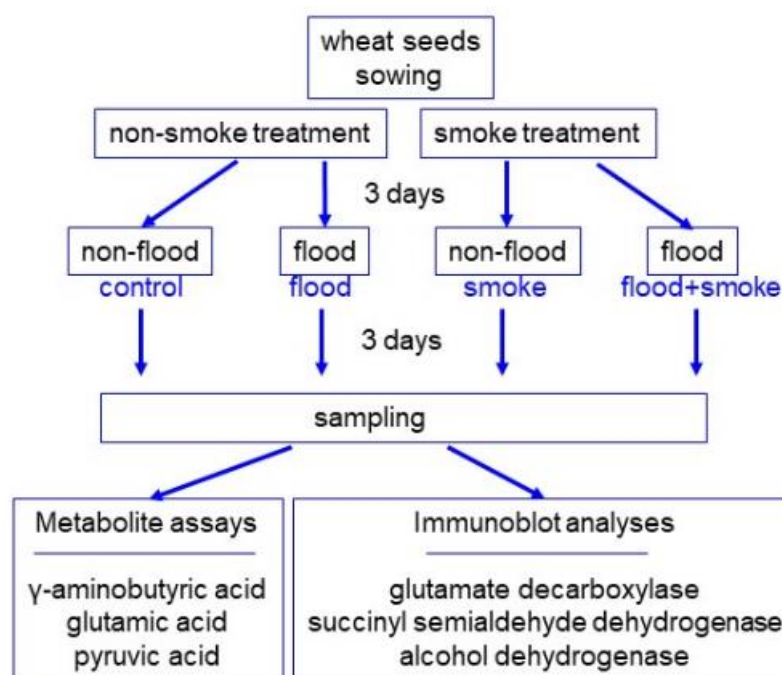 wheat seeds
sowing
non-smoke treatment
smoke treatment
3 days
non-flood
flood
non-flood
flood
control
flood
smoke
flood+smoke
3 days
sampling
Metabolite assays
γ-aminobutyric acid
glutamic acid
pyruvic acid
Immunoblot analyses
glutamate decarboxylase
succinyl semialdehyde dehydrogenase
alcohol dehydrogenase